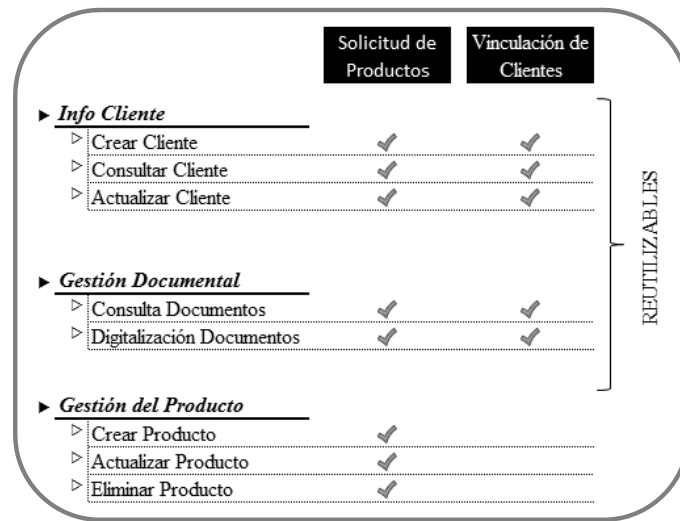 Solicitud de Productos
Vinculación de Clientes
Info Cliente
Crear Cliente
Consultar Cliente
Actualizar Cliente
Gestión Documental
Consulta Documentos
Digitalización Documentos
Gestión del Producto
Crear Producto
Actualizar Producto
Eliminar Producto
REUTILIZABLES